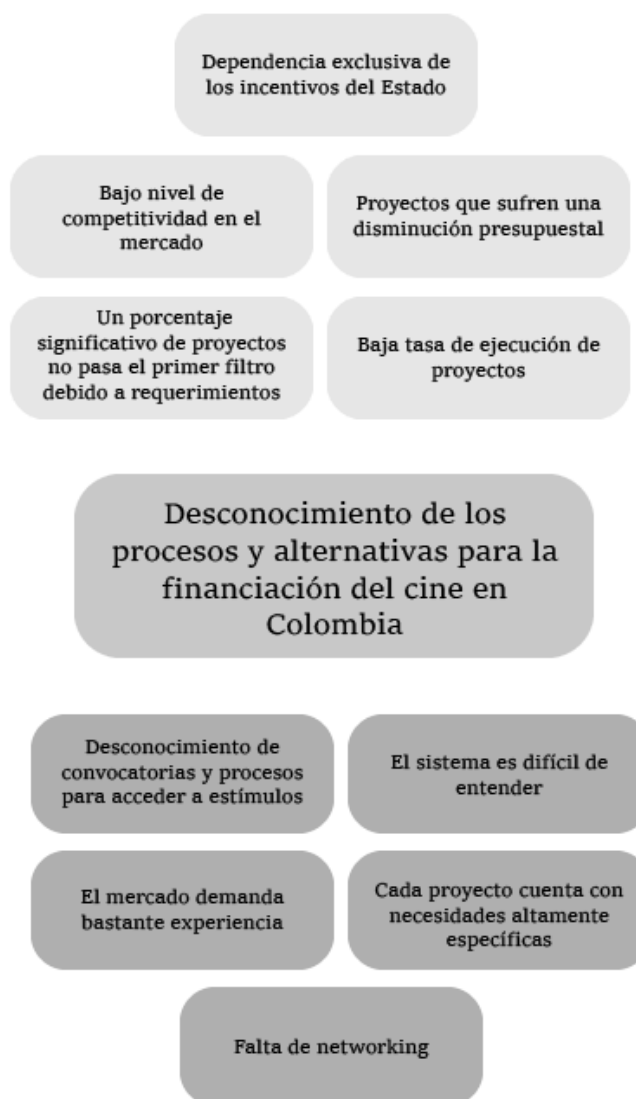 Dependencia exclusiva de
los incentivos del Estado
Bajo nivel de
competitividad en el
mercado
Proyectos que sufren una
disminución presupuestal
Un porcentaje
significativo de proyectos
no pasa el primer filtro
debido a requerimientos
Baja tasa de ejecución de
proyectos
Desconocimiento de los
procesos y alternativas para la
financiación del cine en
Colombia
Desconocimiento de
convocatorias y procesos
para acceder a estímulos
El sistema es difícil de
entender
El mercado demanda
bastante experiencia
Cada proyecto cuenta con
necesidades altamente
específicas
Falta de networking